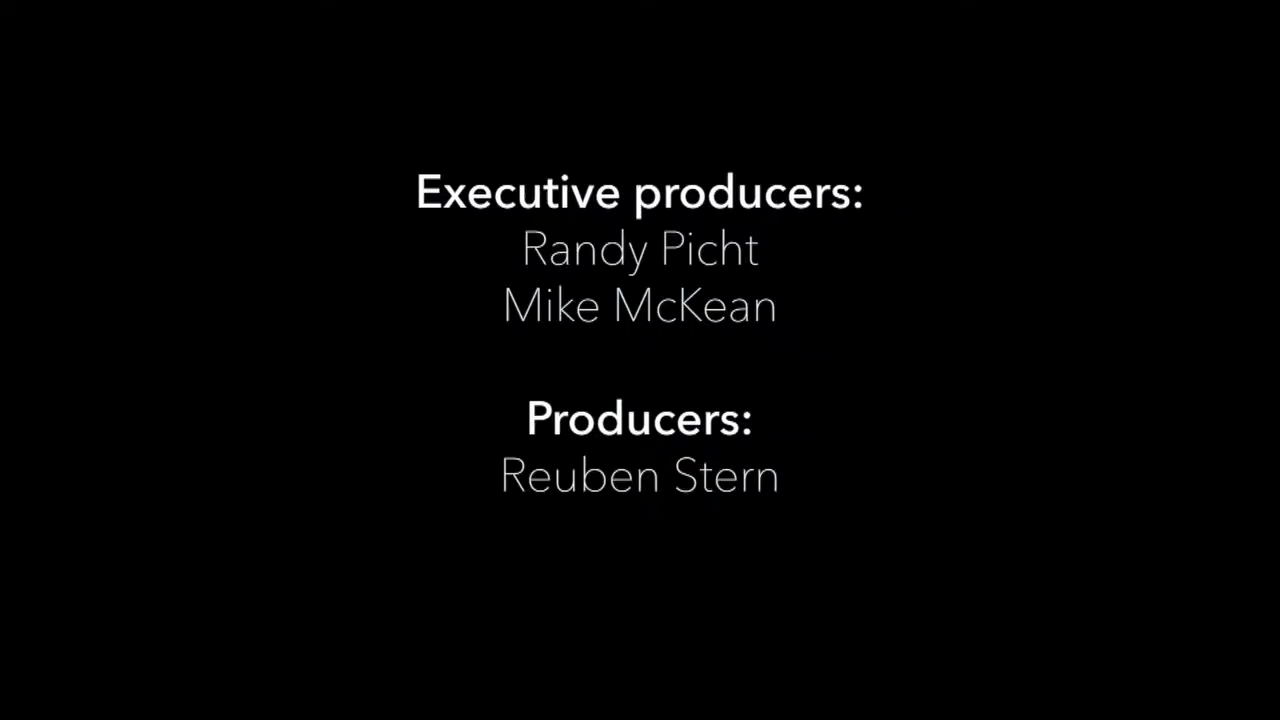 Executive producers:
Randy Picht
Mike McKean
Producers:
Reuben Stern